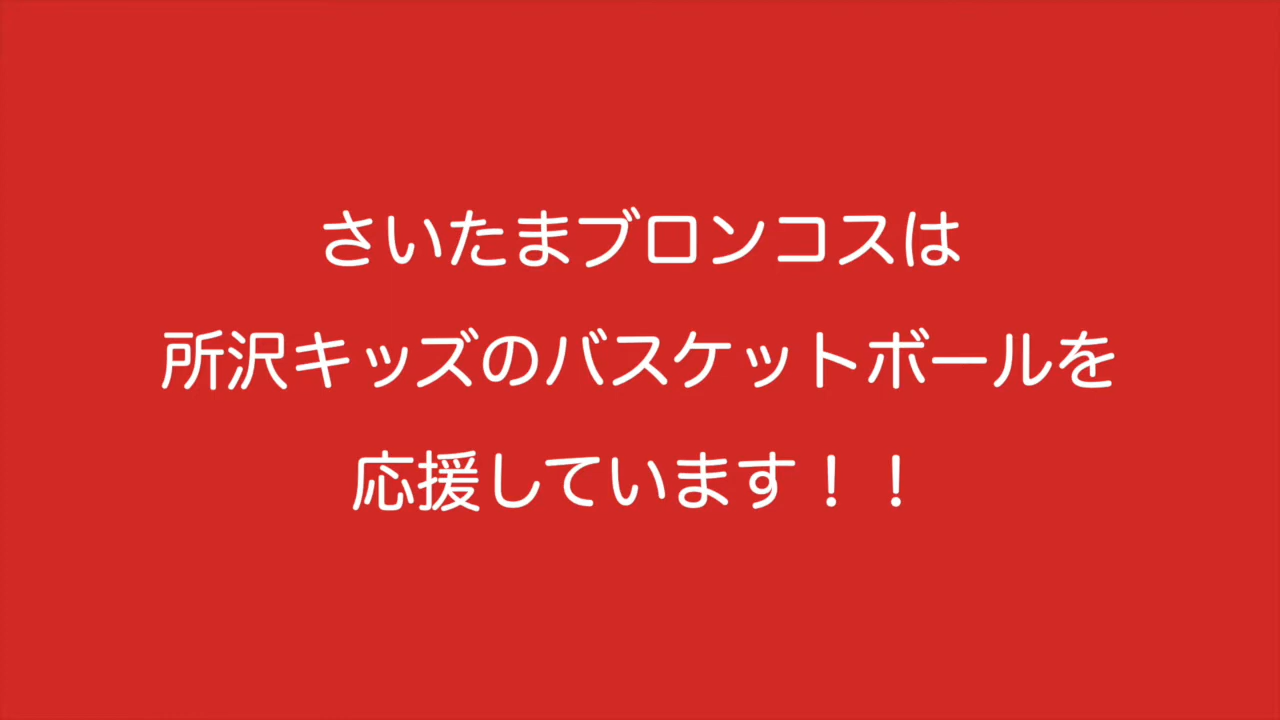 さいたまブロンコスは
所沢キッズのバスケットボールを
応援しています！！